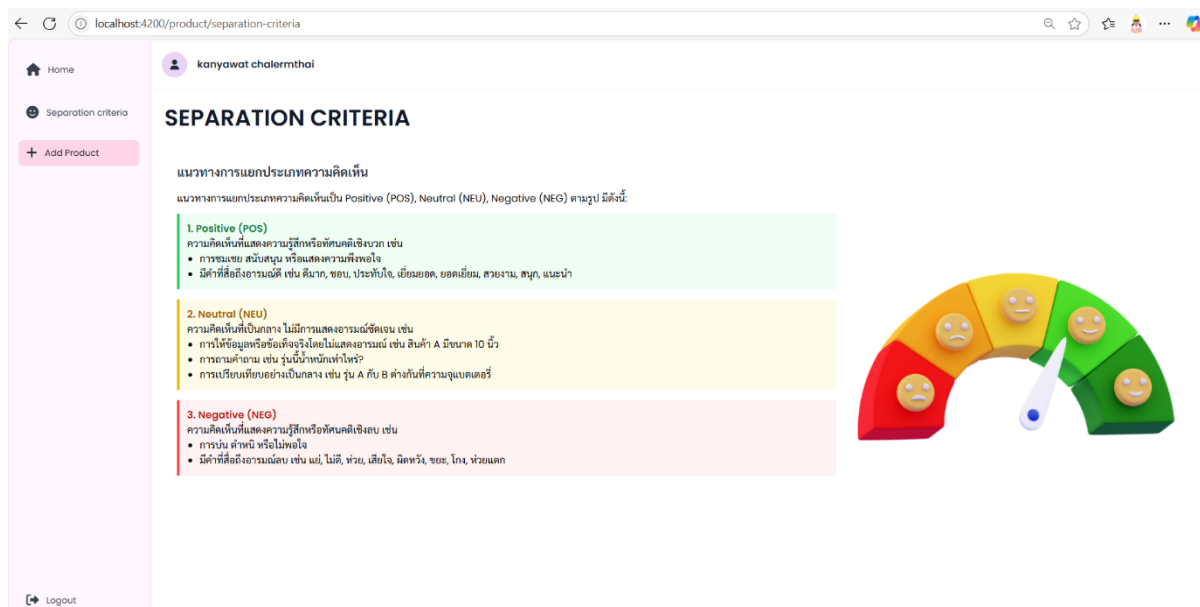 localhost:4200/product/separation-criteria
Home
kanyawat chalermthai
Separation criteria
Add Product
SEPARATION CRITERIA
แนวทางการแยกประเภทความคิดเห็น
แนวทางการแยกประเภทความคิดเห็นเป็น Positive (POS), Neutral (NEU), Negative (NEG) ตามรูป มีดังนี้:
1. Positive (POS)
ความคิดเห็นที่แสดงความรู้สึกหรือทัศนคติเชิงบวก เช่น
• การชมเชย สนับสนุน หรือแสดงความพึงพอใจ
• มีคำที่สื่อถึงอารมณ์ดี เช่น ดีมาก, ชอบ, ประทับใจ, เยี่ยมยอด, ยอดเยี่ยม, สวยงาม, สนุก, แนะนำ
2. Neutral (NEU)
ความคิดเห็นที่เป็นกลาง ไม่มีการแสดงอารมณ์ชัดเจน เช่น
• การให้ข้อมูลหรือข้อเท็จจริงโดยไม่แสดงอารมณ์ เช่น สินค้า A มีขนาด 10 นิ้ว
• การถามคำถาม เช่น รุ่นนี้น้ำหนักเท่าไหร่?
• การเปรียบเทียบอย่างเป็นกลาง เช่น รุ่น A กับ B ต่างกันที่ความจุแบตเตอรี่
3. Negative (NEG)
ความคิดเห็นที่แสดงความรู้สึกหรือทัศนคติเชิงลบ เช่น
• การบ่น ตำหนิ หรือไม่พอใจ
• มีคำที่สื่อถึงอารมณ์ลบ เช่น แย่, ไม่ดี, ห่วย, เสียใจ, ผิดหวัง, ขยะ, โกง, ห่วยแตก
Logout